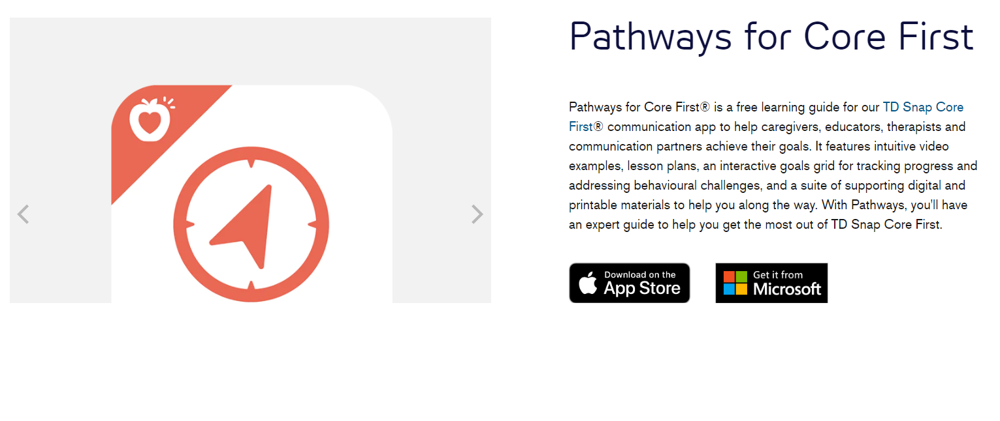 Pathways for Core First
Pathways for Core First® is a free learning guide for our TD Snap Core
First® communication app to help caregivers, educators, therapists and
communication partners achieve their goals. It features intuitive video
examples, lesson plans, an interactive goals grid for tracking progress and
addressing behavioural challenges, and a suite of supporting digital and
printable materials to help you along the way. With Pathways, you'll have
an expert guide to help you get the most out of TD Snap Core First.
Download on the
App Store
Get it from
Microsoft